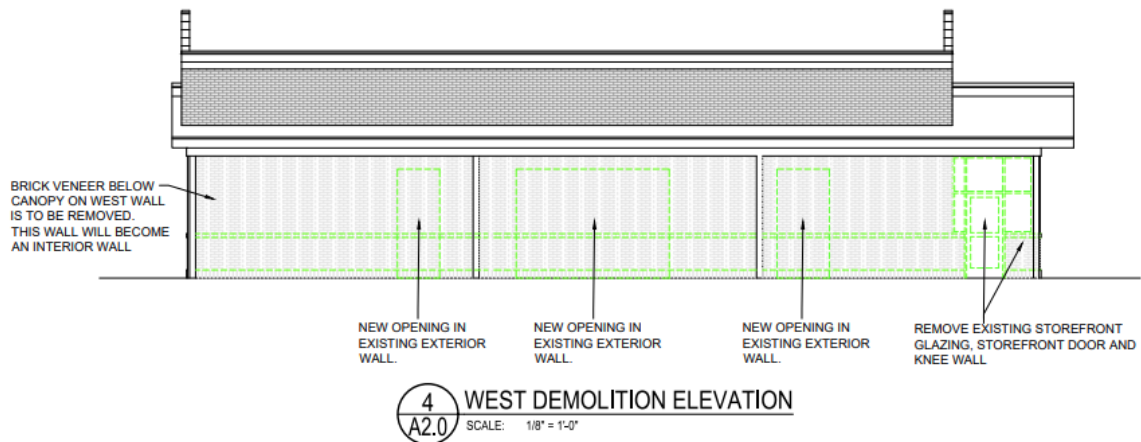 BRICK VENEER BELOW
CANOPY ON WEST WALL
IS TO BE REMOVED.
THIS WALL WILL BECOME
AN INTERIOR WALL
NEW OPENING IN
EXISTING EXTERIOR
WALL.
NEW OPENING IN
EXISTING EXTERIOR
WALL.
NEW OPENING IN
EXISTING EXTERIOR
WALL.
REMOVE EXISTING STOREFRONT
GLAZING, STOREFRONT DOOR AND
KNEE WALL
4
A2.0
WEST DEMOLITION ELEVATION
SCALE: 1/8" = 1'-0"